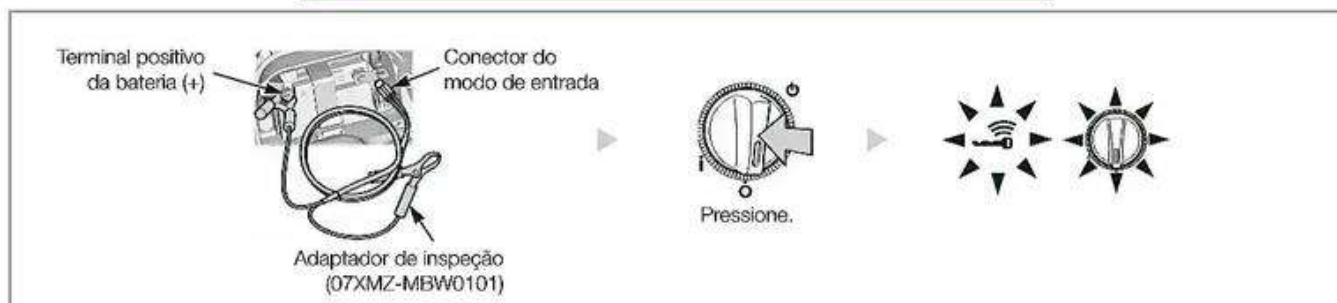 Terminal positivo
da bateria (+)
Conector do
modo de entrada
Adaptador de inspeção
(07XMZ-MBW0101)
Pressione.